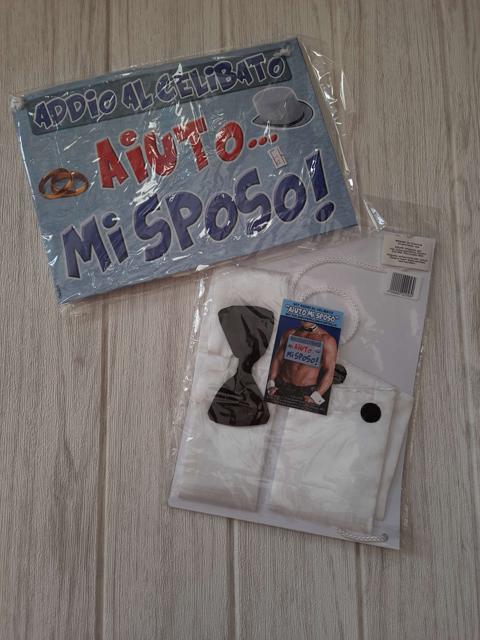 ADDIO AL CELIBATO
AIUTO...
Mi SPOSO!
"AIUTO MI SPOSO"
AIUTO...
Mi SPOSO!